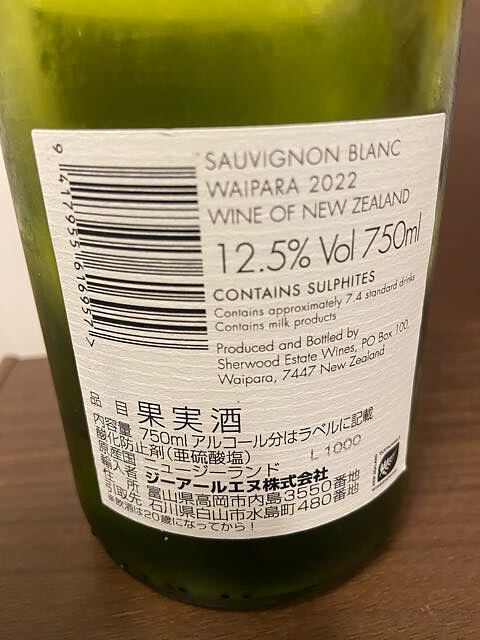 SAUVIGNON BLANC
WAIPARA 2022
WINE OF NEW ZEALAND
12.5% Vol 750ml
CONTAINS SULPHITES
Contains approximately 7.4 standard drinks
Contains milk products
Produced and Bottled by
Sherwood Estate Wines, PO Box 100,
Waipara, 7447 New Zealand
9 417955 616957
品 目 果実酒
内容量 750ml アルコール分はラベルに記載
酸化防止剤(亜硫酸塩) L1000
原産国 ニュージーランド
輸入者 ジーアールエヌ株式会社
住 所 富山県高岡市内島3550番地
引取先 石川県白山市水島町480番地
飲酒は20歳になってから!